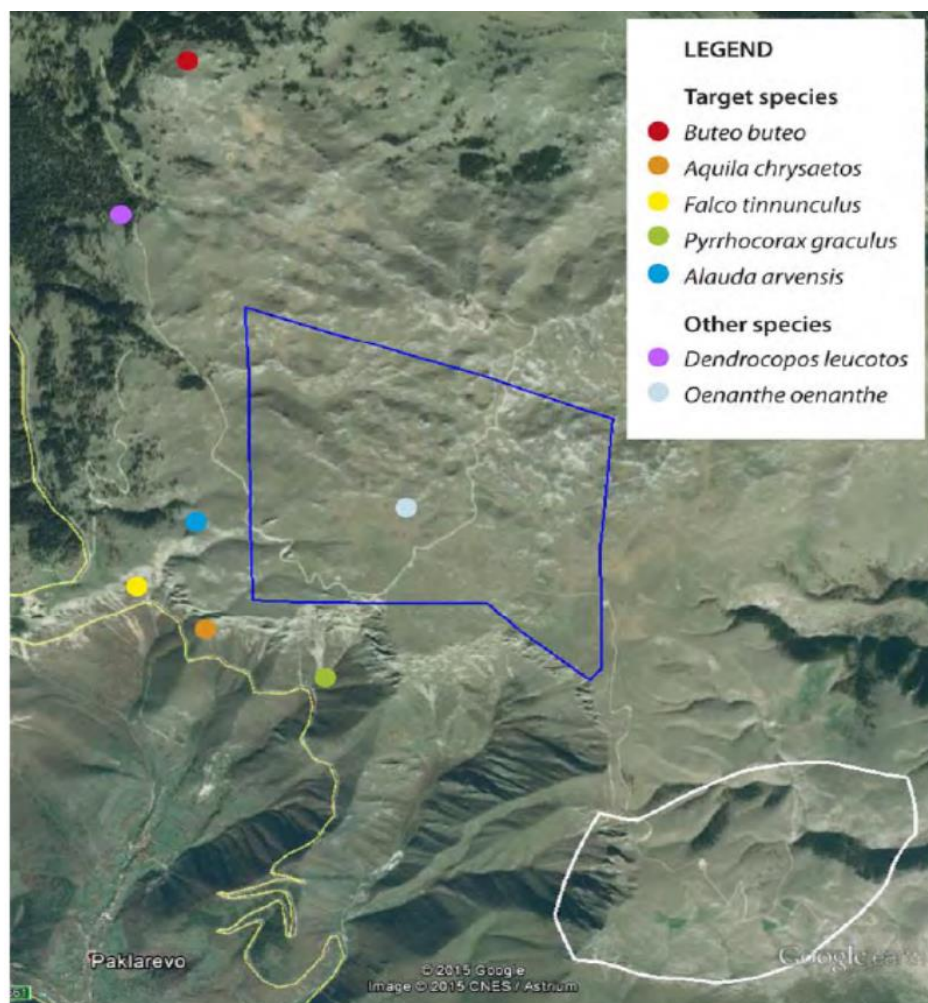 LEGEND
Target species
Buteo buteo
Aquila chrysaetos
Falco tinnunculus
Pyrrhocorax graculus
Alauda arvensis
Other species
Dendrocopos leucotos
Oenanthe oenanthe
Paklarevo
© 2015 Google
Image © 2015 CNES / Astrium
Google earth